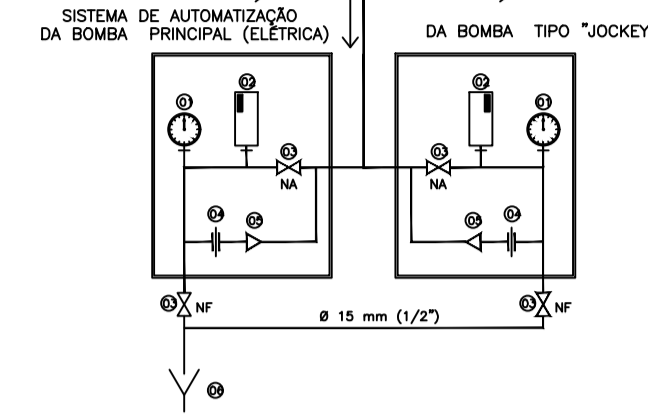 SISTEMA DE AUTOMATIZAÇÃO
DA BOMBA PRINCIPAL (ELÉTRICA)
DA BOMBA TIPO "JOCKEY
01
02
02
01
03
03
NA
NA
04
05
05
04
03
NF
03
NF
Ø 15 mm (1/2")
06